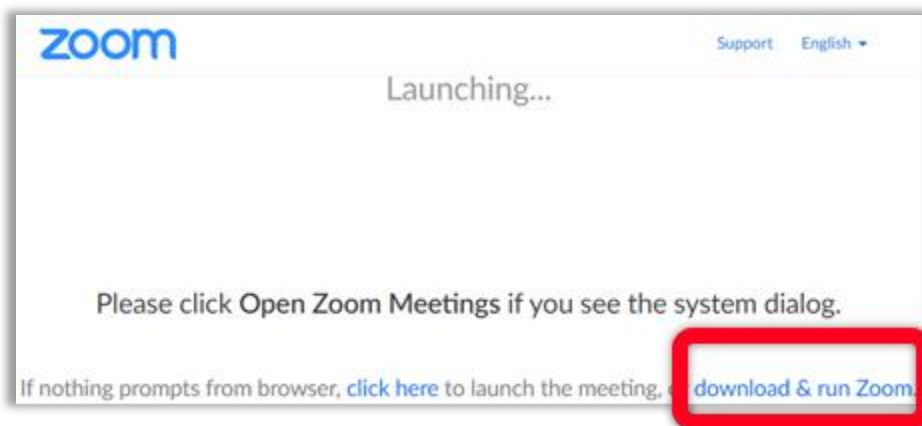 zoom
Support English
Launching...
Please click Open Zoom Meetings if you see the system dialog.
If nothing prompts from browser, click here to launch the meeting, download & run Zoom.